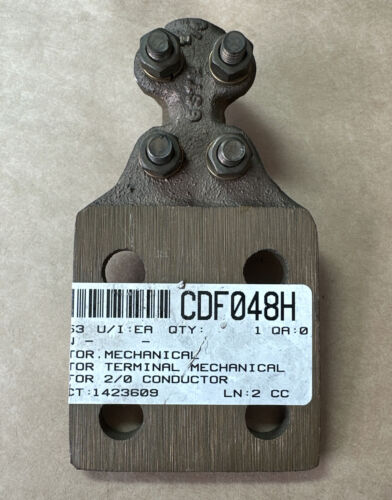 CDF048H
53 U/I:EA QTY: 1 QA:0
- -
TOR.MECHANICAL
TOR TERMINAL MECHANICAL
TOR 2/0 CONDUCTOR
CT:1423609 LN:2 CC